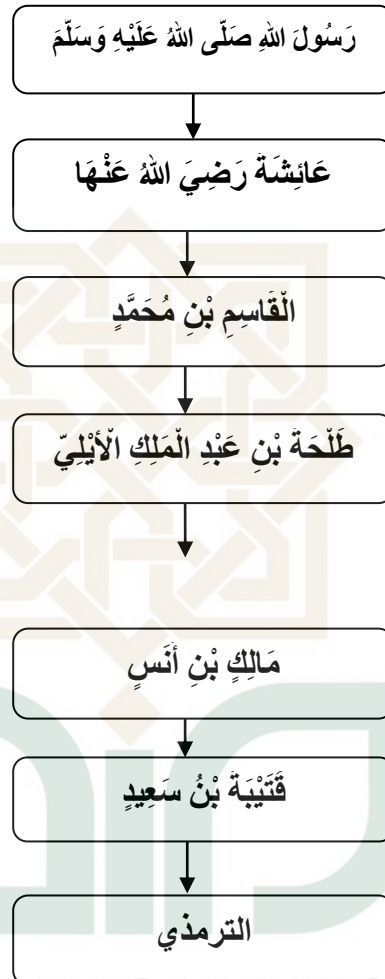 رَسُولَ اللهِ صَلَّى اللهُ عَلَيْهِ وَسَلَّمَ
عَائِشَةَ رَضِيَ اللهُ عَنْهَا
الْقَاسِمِ بْنِ مُحَمَّدٍ
طَلْحَةَ بْنِ عَبْدِ الْمَلِكِ الْأَيْلِيِّ
مَالِكٍ بْنِ أَنَسٍ
قُتَيْبَةَ بْنُ سَعِيدٍ
الترمذي